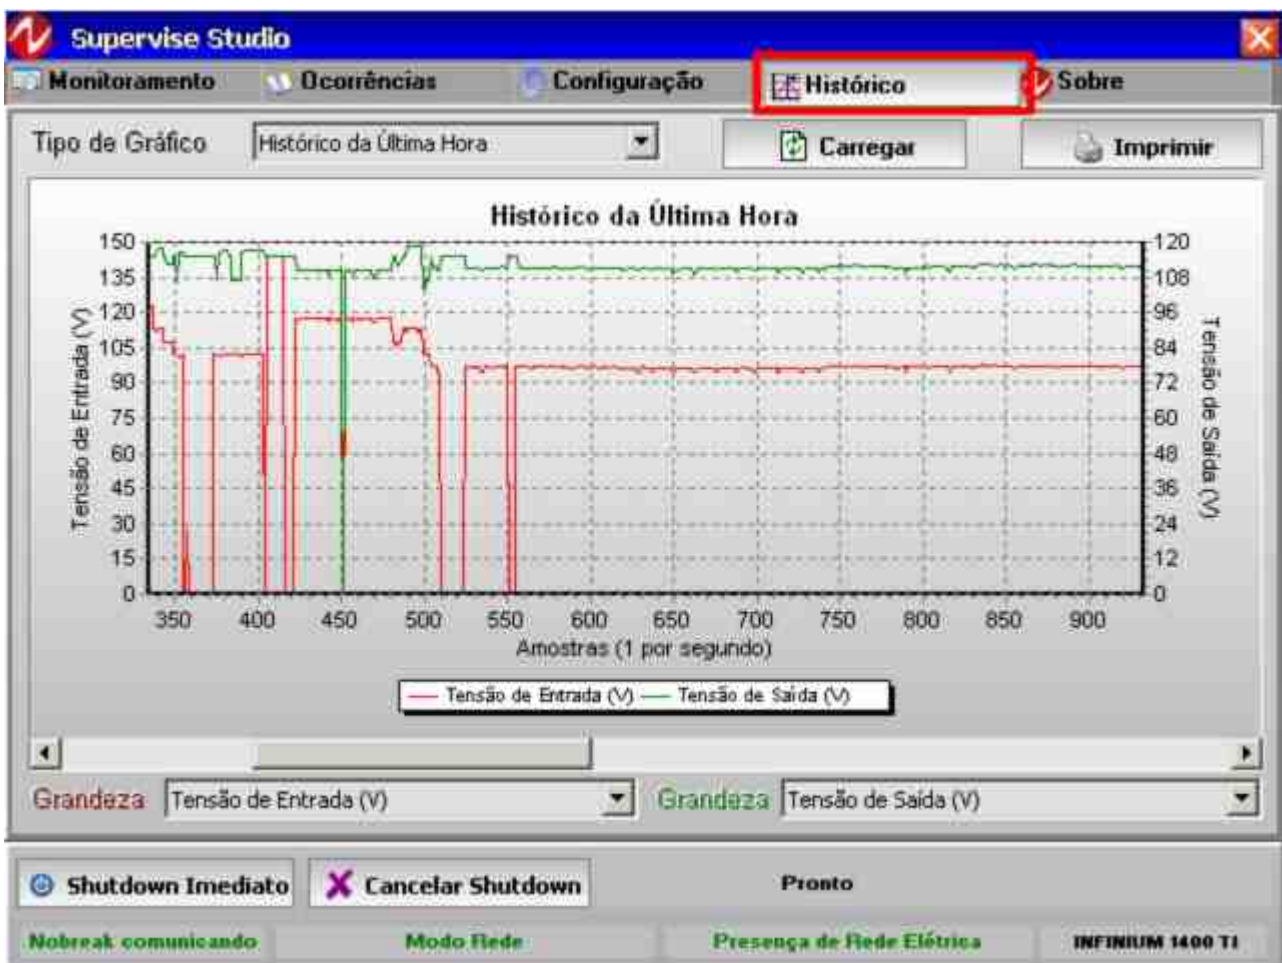 Supervise Studio
Monitoramento Ocorrências Configuração Histórico Sobre
Tipo de Gráfico Histórico da Última Hora Carregar Imprimir
Histórico da Última Hora
150 120
135 108
120 96
105 84
90 72
75 60
60 48
45 36
30 24
15 12
0 0
Tensão de Entrada (V)
Tensão de Saída (V)
350 400 450 500 550 600 650 700 750 800 850 900
Amostras (1 por segundo)
Tensão de Entrada (V) Tensão de Saída (V)
Grandeza Tensão de Entrada (V) Grandeza Tensão de Saída (V)
Shutdown Imediato Cancelar Shutdown Pronto
Nobreak comunicando Modo Rede Presença de Rede Elétrica INFINIUM 1400 TI